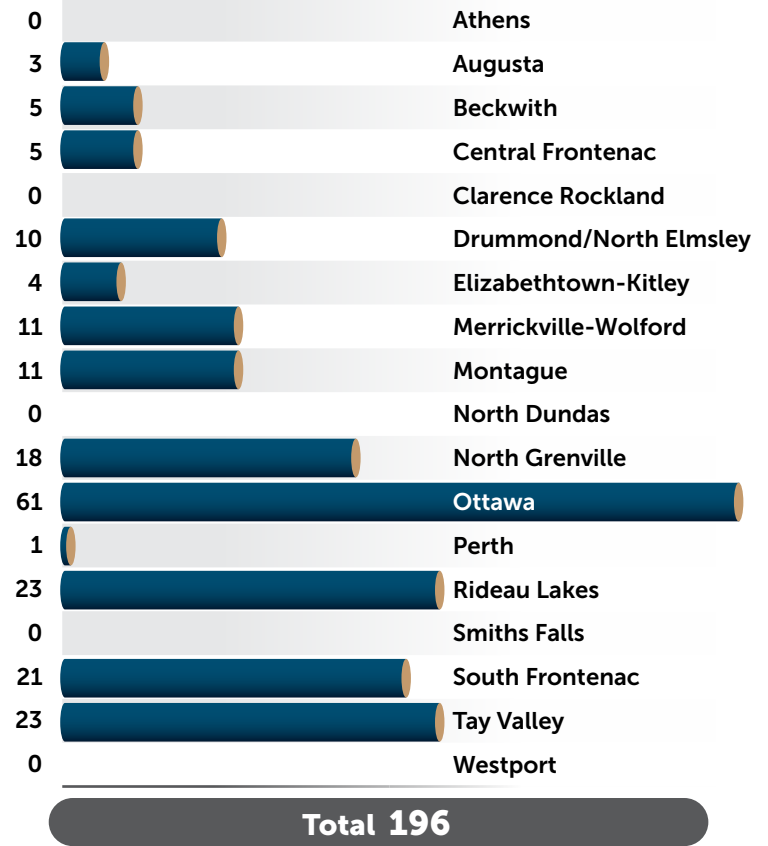 0 Athens
3 Augusta
5 Beckwith
5 Central Frontenac
0 Clarence Rockland
10 Drummond/North Elmsley
4 Elizabethtown-Kitley
11 Merrickville-Wolford
11 Montague
0 North Dundas
18 North Grenville
61 Ottawa
1 Perth
23 Rideau Lakes
0 Smiths Falls
21 South Frontenac
23 Tay Valley
0 Westport
Total 196